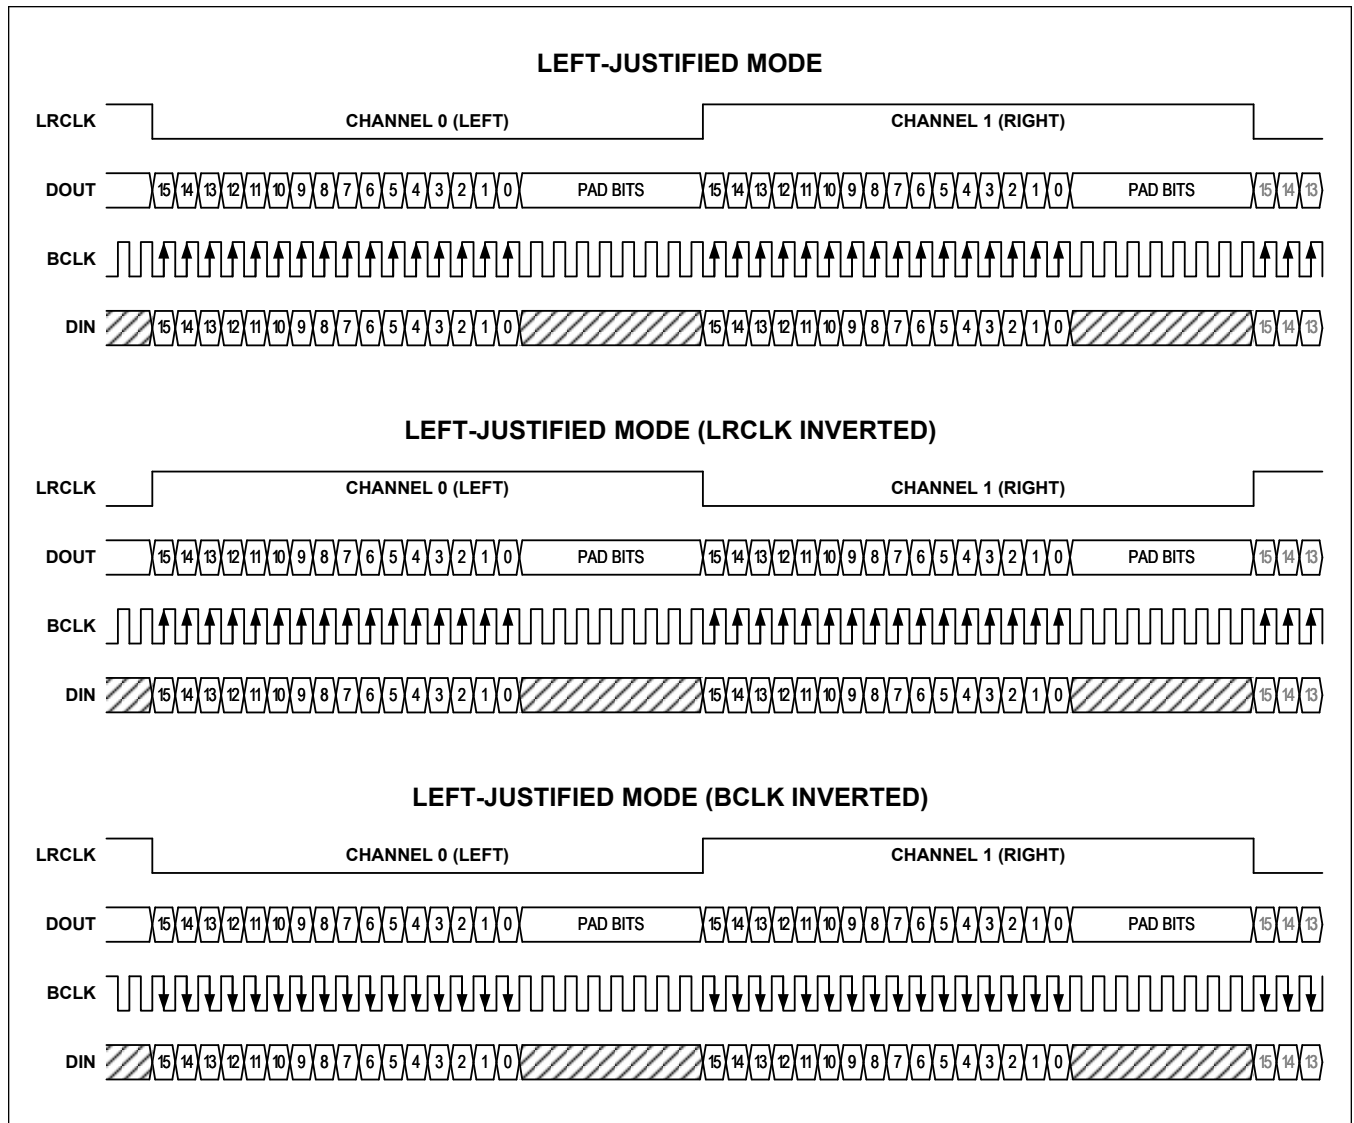 LEFT-JUSTIFIED MODE
LRCLK CHANNEL 0 (LEFT) CHANNEL 1 (RIGHT)
DOUT 15 14 13 12 11 10 9 8 7 6 5 4 3 2 1 0 PAD BITS 15 14 13 12 11 10 9 8 7 6 5 4 3 2 1 0 PAD BITS 15 14 13
BCLK
DIN 15 14 13 12 11 10 9 8 7 6 5 4 3 2 1 0 15 14 13 12 11 10 9 8 7 6 5 4 3 2 1 0 15 14 13
LEFT-JUSTIFIED MODE (LRCLK INVERTED)
LRCLK CHANNEL 0 (LEFT) CHANNEL 1 (RIGHT)
DOUT 15 14 13 12 11 10 9 8 7 6 5 4 3 2 1 0 PAD BITS 15 14 13 12 11 10 9 8 7 6 5 4 3 2 1 0 PAD BITS 15 14 13
BCLK
DIN 15 14 13 12 11 10 9 8 7 6 5 4 3 2 1 0 15 14 13 12 11 10 9 8 7 6 5 4 3 2 1 0 15 14 13
LEFT-JUSTIFIED MODE (BCLK INVERTED)
LRCLK CHANNEL 0 (LEFT) CHANNEL 1 (RIGHT)
DOUT 15 14 13 12 11 10 9 8 7 6 5 4 3 2 1 0 PAD BITS 15 14 13 12 11 10 9 8 7 6 5 4 3 2 1 0 PAD BITS 15 14 13
BCLK
DIN 15 14 13 12 11 10 9 8 7 6 5 4 3 2 1 0 15 14 13 12 11 10 9 8 7 6 5 4 3 2 1 0 15 14 13